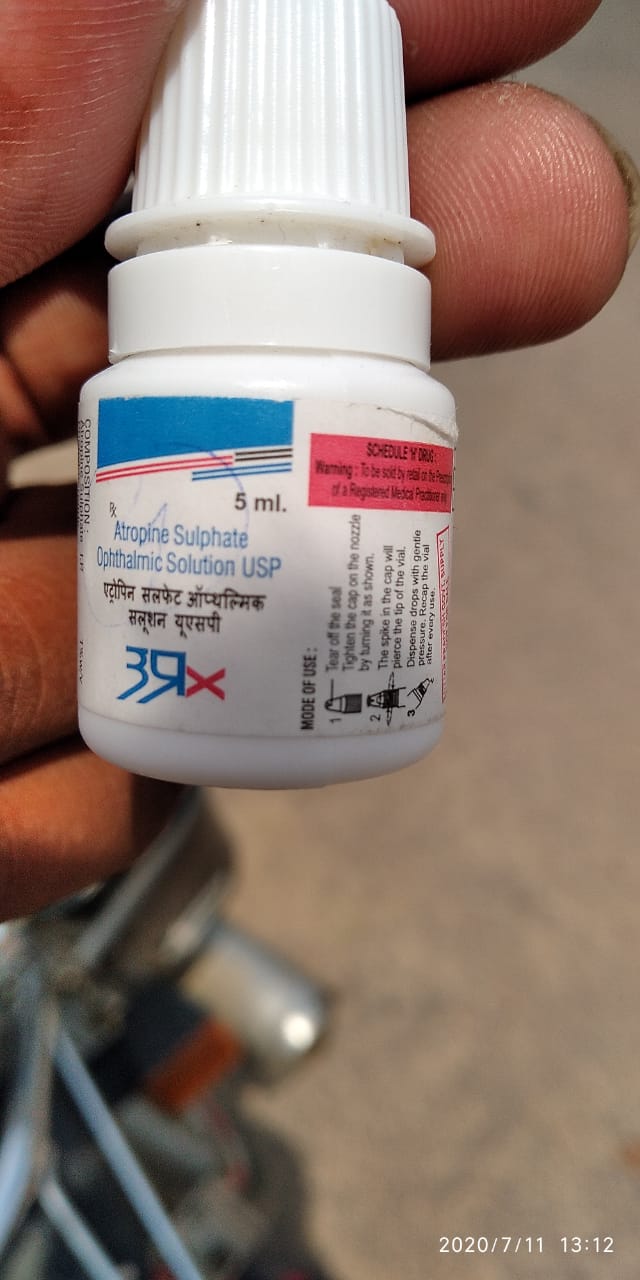 5 ml.
Rx
Atropine Sulphate
Ophthalmic Solution USP
एट्रोपिन सलफेट ऑप्थल्मिक
सलूशन यूएसपी
COMPOSITION :
Atropine Sulphate I.P.
SCHEDULE 'H' DRUG :
Warning : To be sold by retail on the
of a Registered Medical Practitioner only
MODE OF USE :
1
Tear off the seal
Tighten the cap on the nozzle
by turning it as shown.
2
The spike in the cap will
pierce the tip of the vial.
3
Dispense drops with gentle
pressure. Recap the vial
after every use.
SUPPLY
2020/7/11 13:12